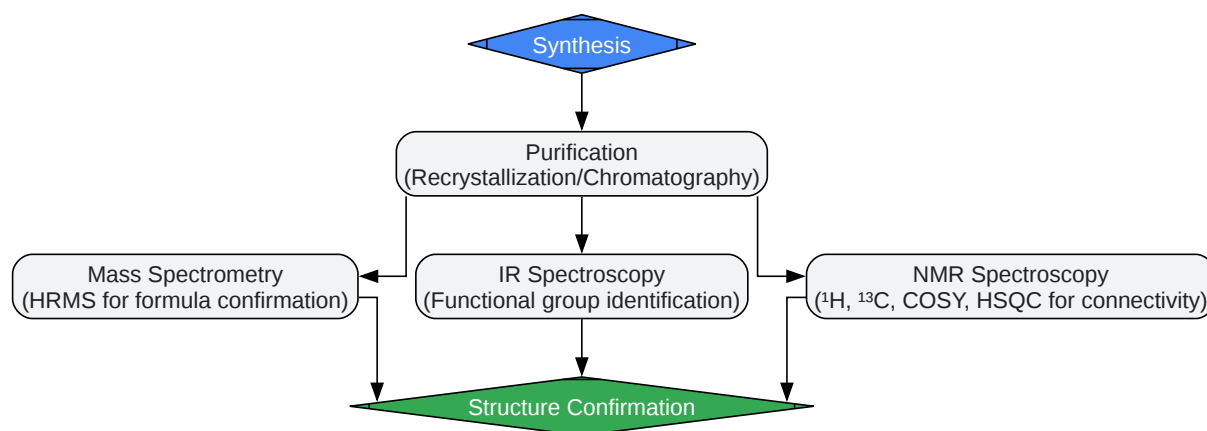 Synthesis
Purification
(Recrystallization/Chromatography)
Mass Spectrometry
(HRMS for formula confirmation)
IR Spectroscopy
(Functional group identification)
NMR Spectroscopy
(¹H, ¹³C, COSY, HSQC for connectivity)
Structure Confirmation